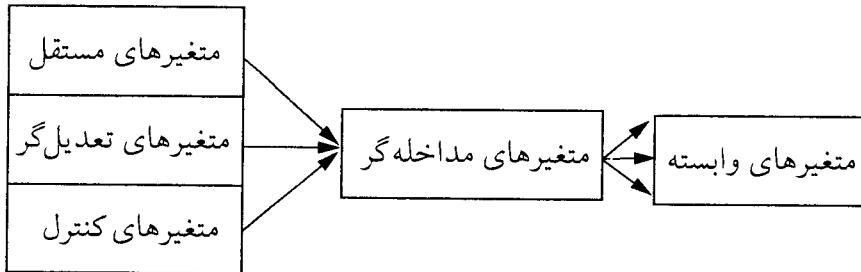 متغیرهای مستقل
متغیرهای تعدیل‌گر
متغیرهای کنترل
متغیرهای مداخله‌گر
متغیرهای وابسته